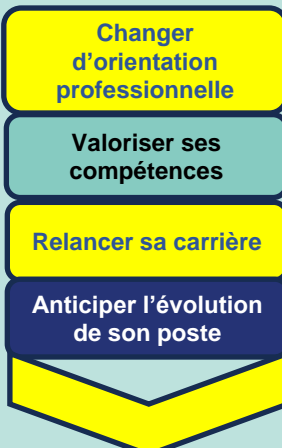 Changer
d’orientation
professionnelle
Valoriser ses
compétences
Relancer sa carrière
Anticiper l’évolution
de son poste